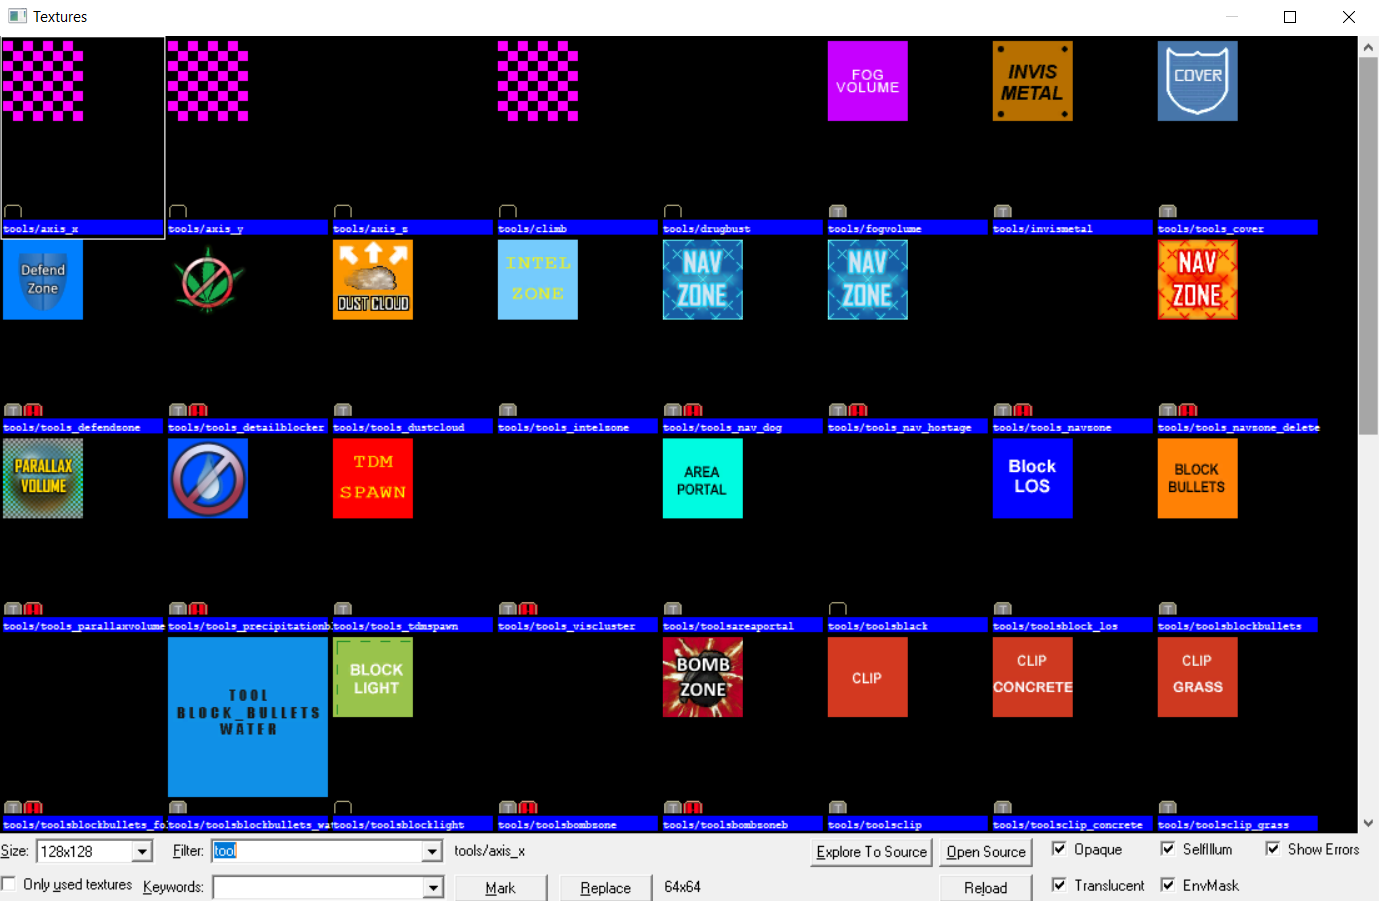 Textures
FOG
VOLUME
INVIS
METAL
COVER
tools/axis_x
tools/axis_y
tools/axis_z
tools/climb
tools/drugbust
tools/fogvolume
tools/invismetal
tools/tools_cover
Defend
Zone
DUST CLOUD
INTEL
ZONE
NAV
ZONE
NAV
ZONE
NAV
ZONE
tools/tools_defendzone
tools/tools_detailblocker
tools/tools_dustcloud
tools/tools_intelzone
tools/tools_nav_dog
tools/tools_nav_hostage
tools/tools_navzone
tools/tools_navzone_delete
PARALLAX
VOLUME
TDM
SPAWN
AREA
PORTAL
Block
LOS
BLOCK
BULLETS
tools/tools_parallaxvolume
tools/tools_precipitationb
tools/tools_tdmspawn
tools/tools_viscluster
tools/toolsareaportal
tools/toolsblack
tools/toolsblock_los
tools/toolsblockbullets
TOOL
BLOCK_BULLETS
WATER
BLOCK
LIGHT
BOMB
ZONE
CLIP
CLIP
CONCRETE
CLIP
GRASS
tools/toolsblockbullets_fo
tools/toolsblockbullets_wa
tools/toolsblocklight
tools/toolsbombzone
tools/toolsbombzoneb
tools/toolsclip
tools/toolsclip_concrete
tools/toolsclip_grass
Size: 128x128 Filter: tool tools/axis_x Explore To Source Open Source Opaque SelfIllum Show Errors
Only used textures Keywords: Mark Replace 64x64 Reload Translucent EnvMask